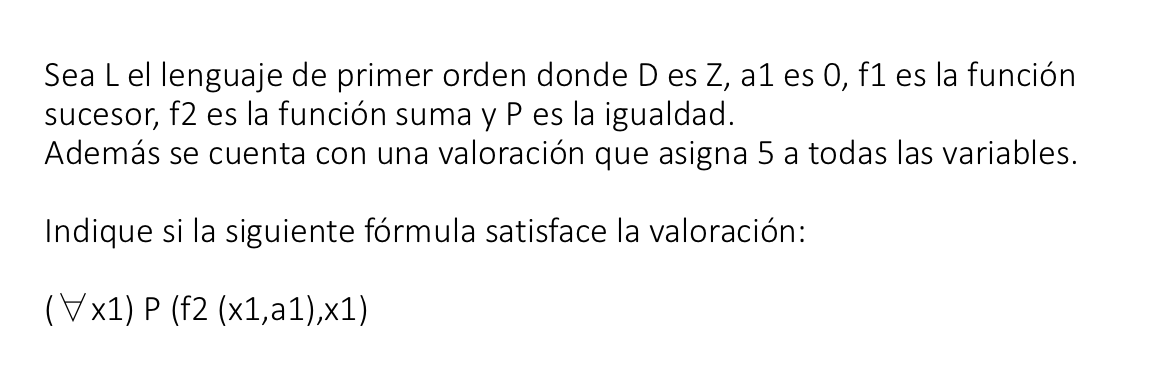 Sea L el lenguaje de primer orden donde D es Z, a1 es 0, f1 es la función
sucesor, f2 es la función suma y P es la igualdad.
Además se cuenta con una valoración que asigna 5 a todas las variables.
Indique si la siguiente fórmula satisface la valoración:
(∀x1) P (f2 (x1,a1),x1)